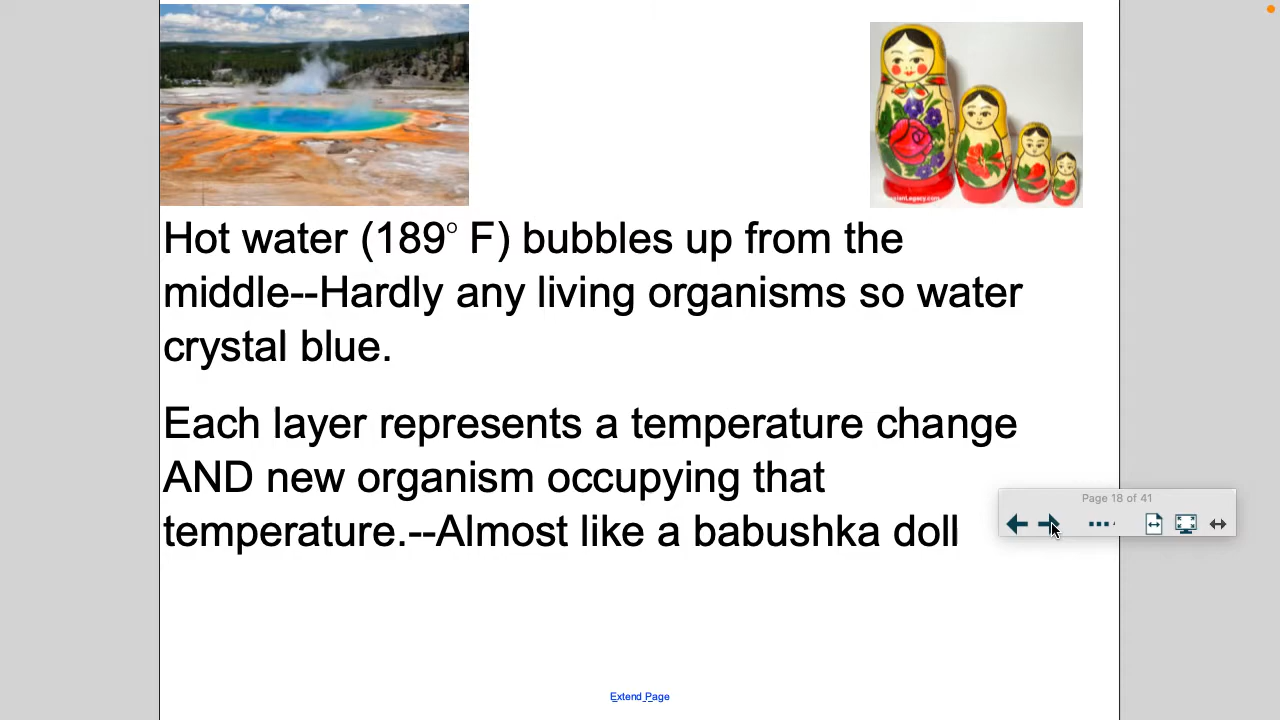 Hot water (189° F) bubbles up from the
middle--Hardly any living organisms so water
crystal blue.
Each layer represents a temperature change
AND new organism occupying that
temperature.--Almost like a babushka doll
Page 18 of 41
Extend Page